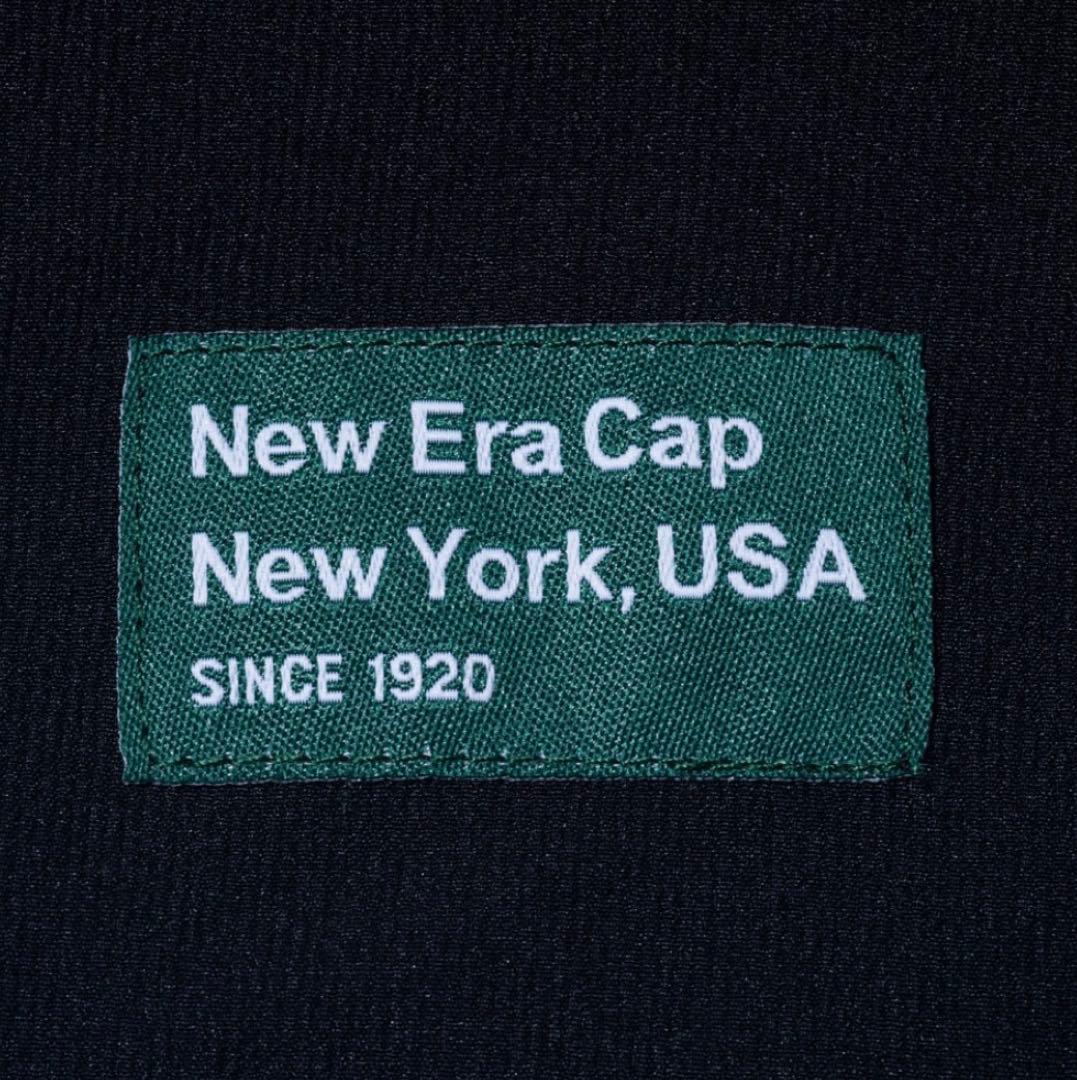 New Era Cap
New York, USA
SINCE 1920